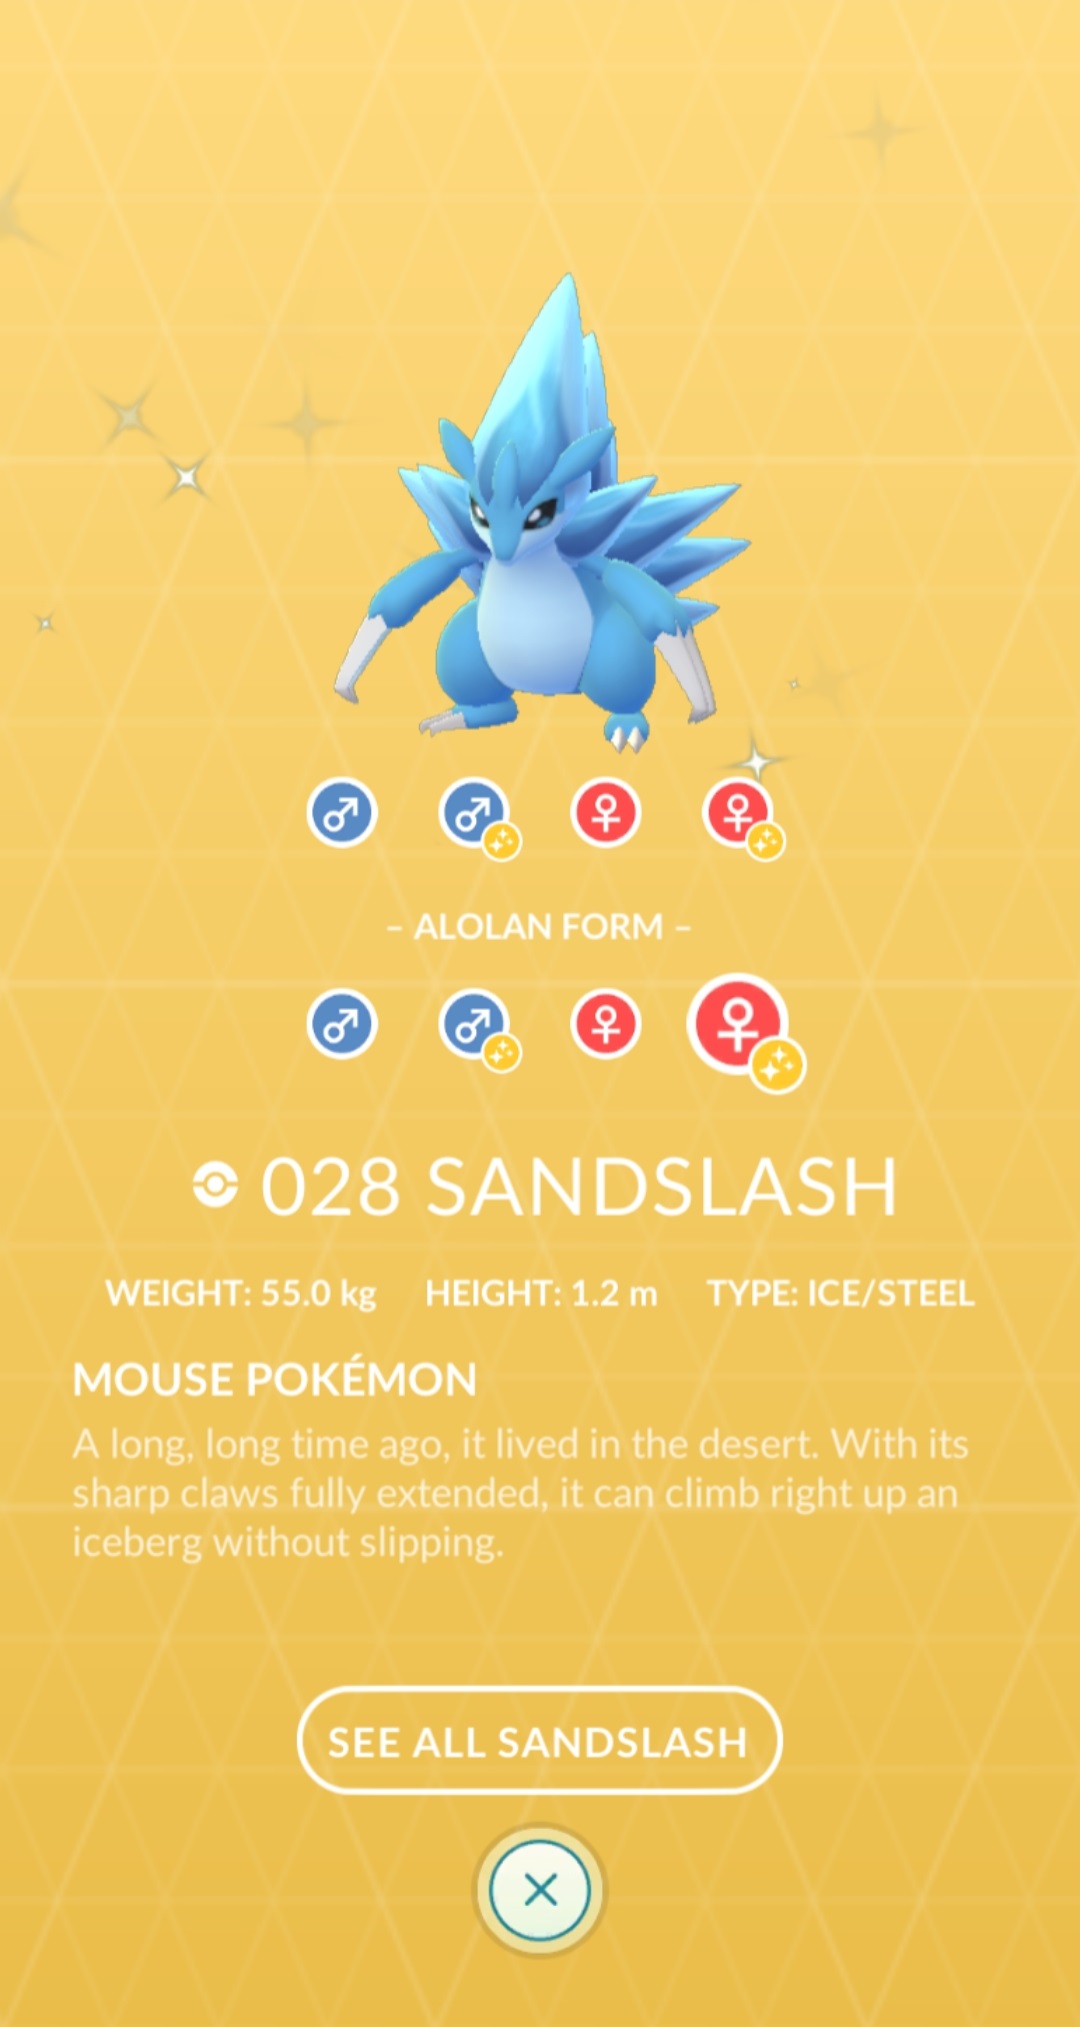 – ALOLAN FORM –
028 SANDSLASH
WEIGHT: 55.0 kg HEIGHT: 1.2 m TYPE: ICE/STEEL
MOUSE POKÉMON
A long, long time ago, it lived in the desert. With its
sharp claws fully extended, it can climb right up an
iceberg without slipping.
SEE ALL SANDSLASH